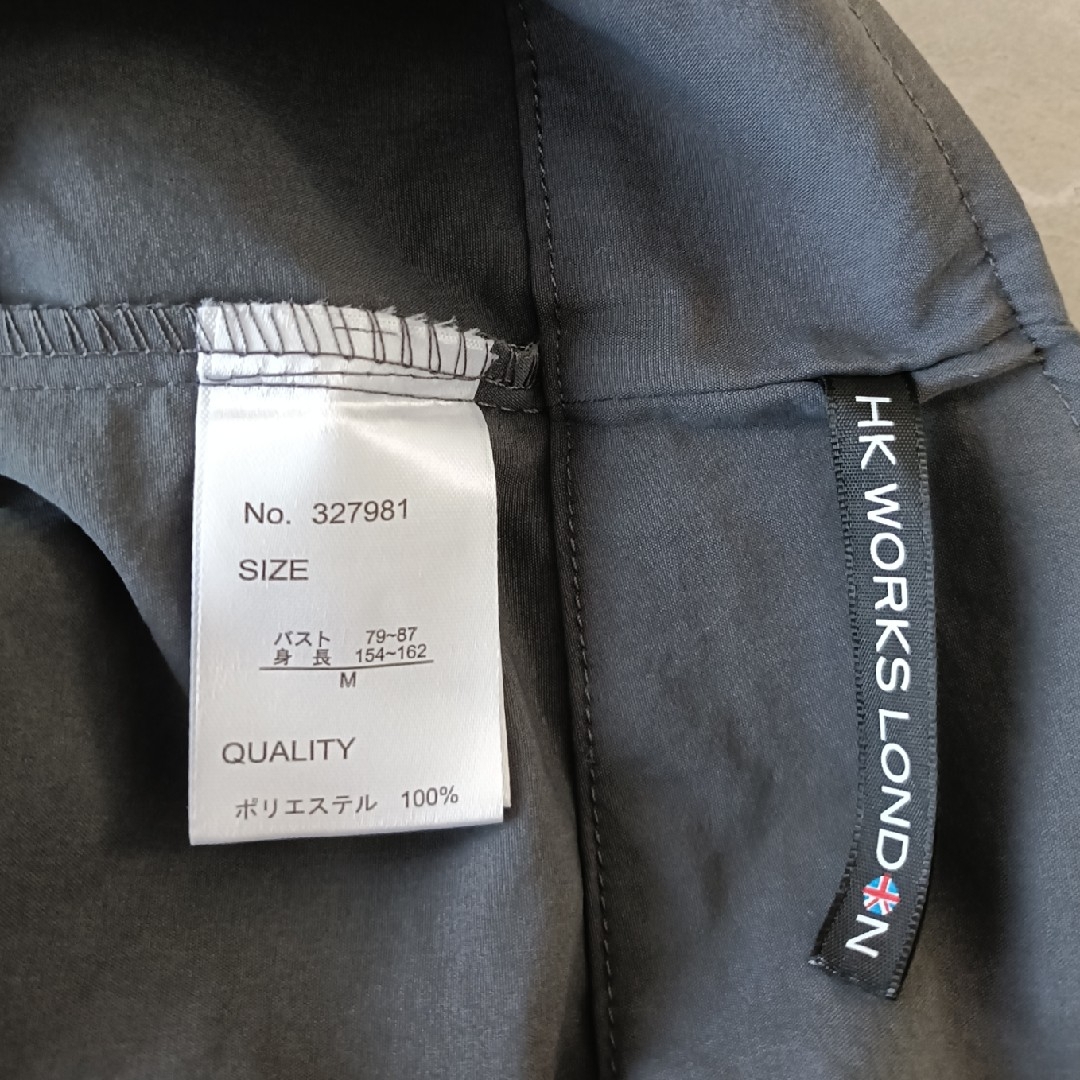 No. 327981
SIZE
バスト 79~87
身 長 154~162
M
QUALITY
ポリエステル 100%
HK WORKS LONDON